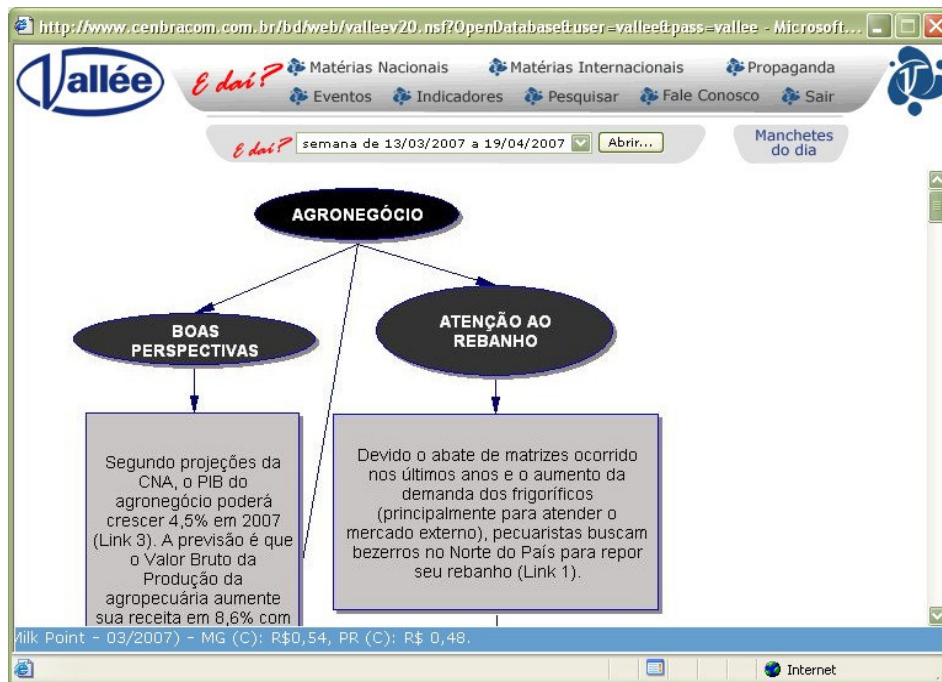 http://www.cenbracom.com.br/bd/web/valleev20.nsf?OpenDatabase&user=vallee&pass=vallee - Microsoft...
Vallée
E daí?
Matérias Nacionais
Matérias Internacionais
Propaganda
Eventos
Indicadores
Pesquisar
Fale Conosco
Sair
E daí?
semana de 13/03/2007 a 19/04/2007
Abrir...
Manchetes
do dia
AGRONEGÓCIO
BOAS
PERSPECTIVAS
ATENÇÃO AO
REBANHO
Segundo projeções da
CNA, o PIB do
agronegócio poderá
crescer 4,5% em 2007
(Link 3). A previsão é que
o Valor Bruto da
Produção da
agropecuária aumente
sua receita em 8,6% com
Devido o abate de matrizes ocorrido
nos últimos anos e o aumento da
demanda dos frigoríficos
(principalmente para atender o
mercado externo), pecuaristas buscam
bezerros no Norte do País para repor
seu rebanho (Link 1).
Milk Point - 03/2007) - MG (C): R$0,54, PR (C): R$ 0,48.
Internet